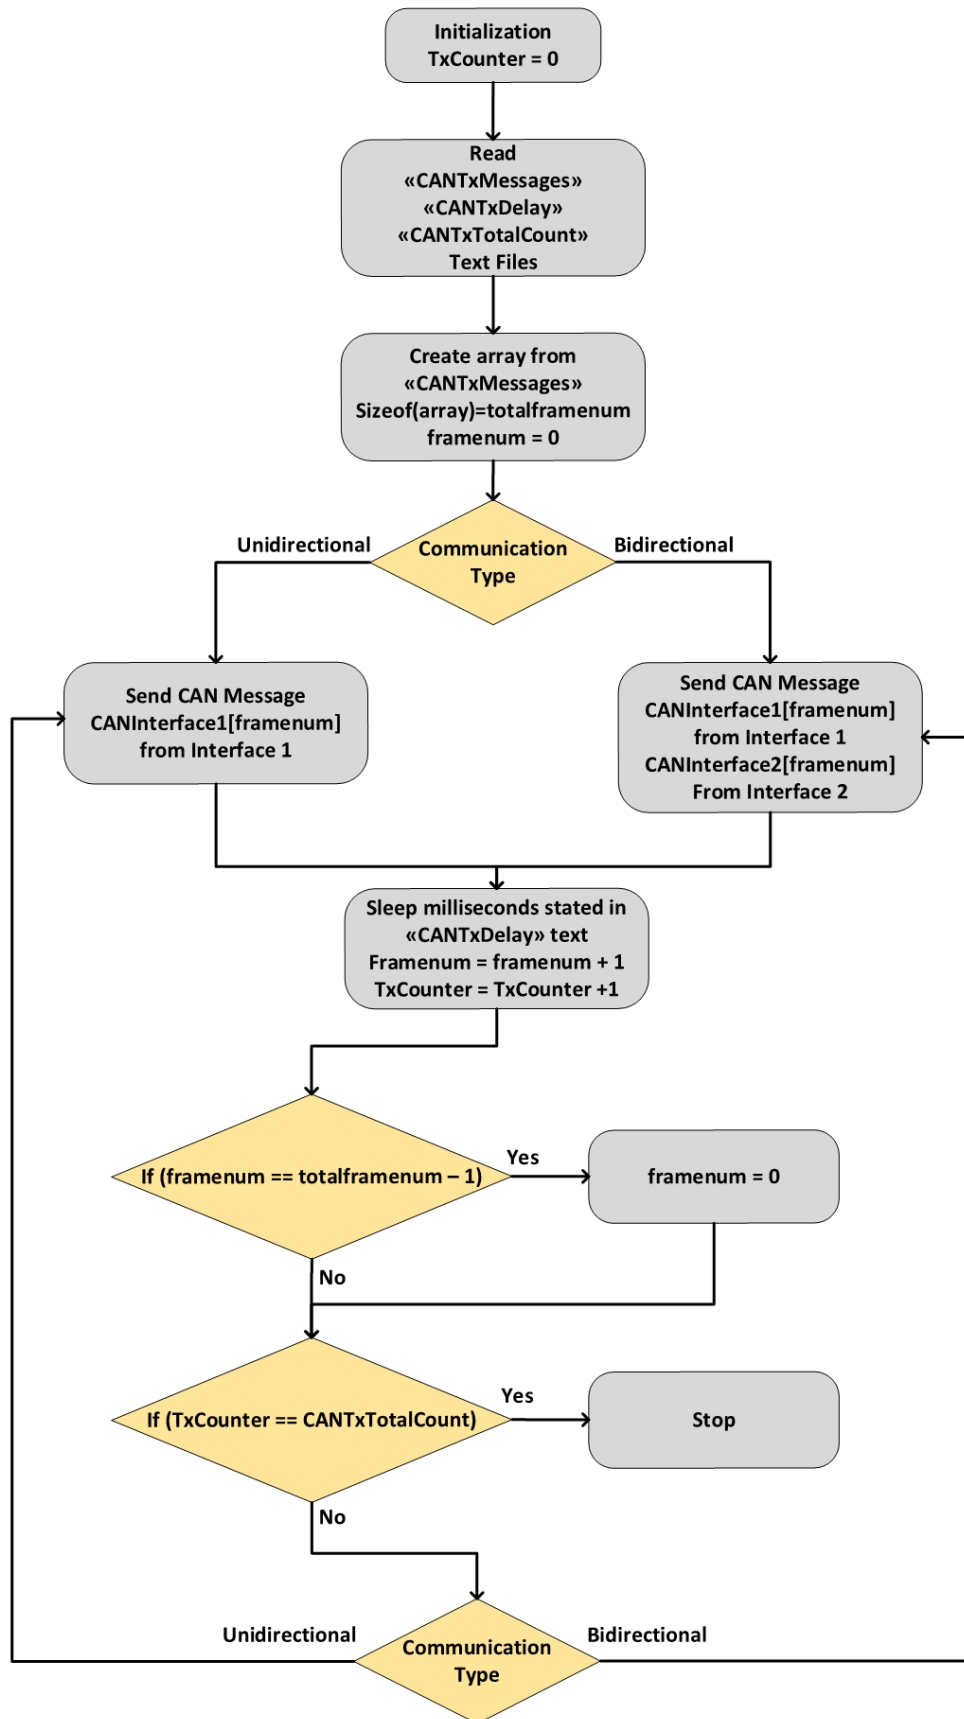 Initialization
TxCounter = 0
Read
«CANTxMessages»
«CANTxDelay»
«CANTxTotalCount»
Text Files
Create array from
«CANTxMessages»
Sizeof(array)=totalframenum
framenum = 0
Unidirectional
Communication
Type
Bidirectional
Send CAN Message
CANInterface1[framenum]
from Interface 1
Send CAN Message
CANInterface1[framenum]
from Interface 1
CANInterface2[framenum]
From Interface 2
Sleep milliseconds stated in
«CANTxDelay» text
Framenum = framenum + 1
TxCounter = TxCounter +1
If (framenum == totalframenum – 1)
Yes
framenum = 0
No
If (TxCounter == CANTxTotalCount)
Yes
Stop
No
Unidirectional
Communication
Type
Bidirectional